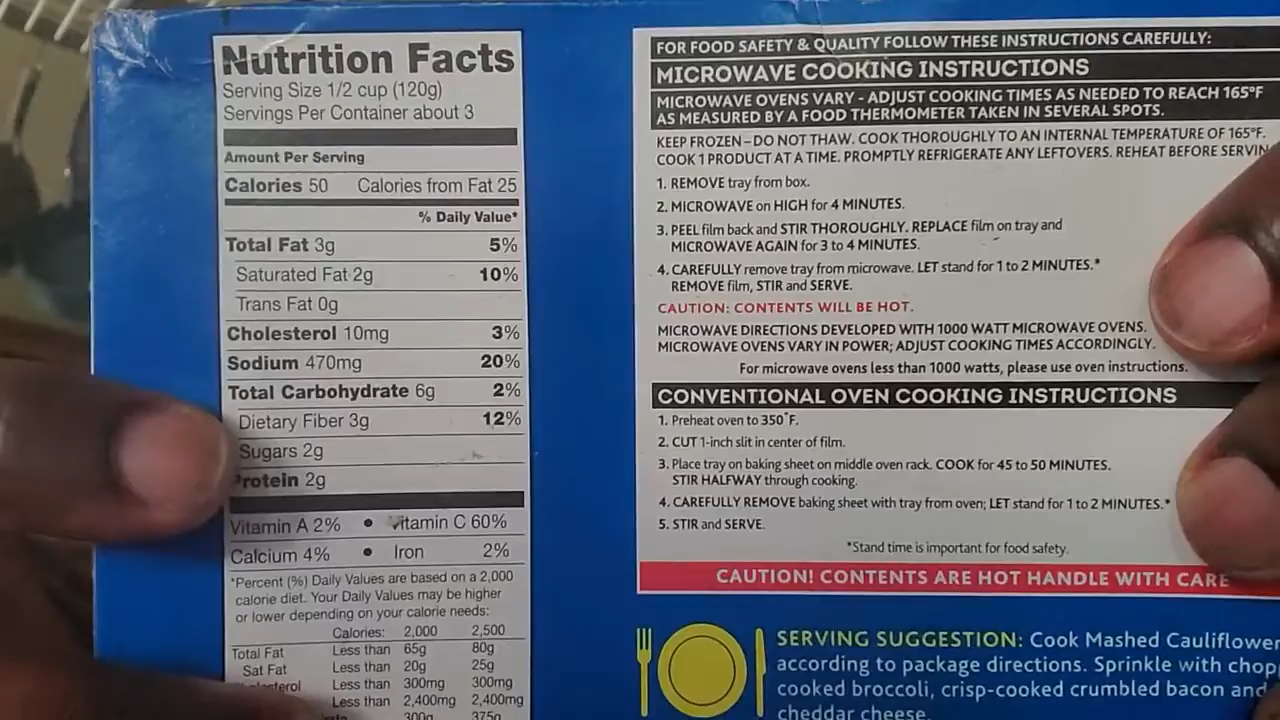 Nutrition Facts
Serving Size 1/2 cup (120g)
Servings Per Container about 3
Amount Per Serving
Calories 50 Calories from Fat 25
% Daily Value*
Total Fat 3g 5%
Saturated Fat 2g 10%
Trans Fat 0g
Cholesterol 10mg 3%
Sodium 470mg 20%
Total Carbohydrate 6g 2%
Dietary Fiber 3g 12%
Sugars 2g
Protein 2g
Vitamin A 2% • Vitamin C 60%
Calcium 4% • Iron 2%
*Percent (%) Daily Values are based on a 2,000
calorie diet. Your Daily Values may be higher
or lower depending on your calorie needs:
Calories: 2,000 2,500
Total Fat Less than 65g 80g
Sat Fat Less than 20g 25g
Less than 300mg 300mg
Less than 2,400mg 2,400mg
300g 375g
FOR FOOD SAFETY & QUALITY FOLLOW THESE INSTRUCTIONS CAREFULLY:
MICROWAVE COOKING INSTRUCTIONS
MICROWAVE OVENS VARY - ADJUST COOKING TIMES AS NEEDED TO REACH 165°F
AS MEASURED BY A FOOD THERMOMETER TAKEN IN SEVERAL SPOTS.
KEEP FROZEN – DO NOT THAW. COOK THOROUGHLY TO AN INTERNAL TEMPERATURE OF 165°F.
COOK 1 PRODUCT AT A TIME. PROMPTLY REFRIGERATE ANY LEFTOVERS. REHEAT BEFORE SERVIN
1. REMOVE tray from box.
2. MICROWAVE on HIGH for 4 MINUTES.
3. PEEL film back and STIR THOROUGHLY. REPLACE film on tray and
MICROWAVE AGAIN for 3 to 4 MINUTES.
4. CAREFULLY remove tray from microwave. LET stand for 1 to 2 MINUTES.*
REMOVE film, STIR and SERVE.
CAUTION: CONTENTS WILL BE HOT.
MICROWAVE DIRECTIONS DEVELOPED WITH 1000 WATT MICROWAVE OVENS.
MICROWAVE OVENS VARY IN POWER; ADJUST COOKING TIMES ACCORDINGLY.
For microwave ovens less than 1000 watts, please use oven instructions.
CONVENTIONAL OVEN COOKING INSTRUCTIONS
1. Preheat oven to 350°F.
2. CUT 1-inch slit in center of film.
3. Place tray on baking sheet on middle oven rack. COOK for 45 to 50 MINUTES.
STIR HALFWAY through cooking.
4. CAREFULLY REMOVE baking sheet with tray from oven; LET stand for 1 to 2 MINUTES.*
5. STIR and SERVE.
*Stand time is important for food safety.
CAUTION! CONTENTS ARE HOT HANDLE WITH CARE
SERVING SUGGESTION: Cook Mashed Cauliflower
according to package directions. Sprinkle with chop
cooked broccoli, crisp-cooked crumbled bacon and
cheddar cheese.